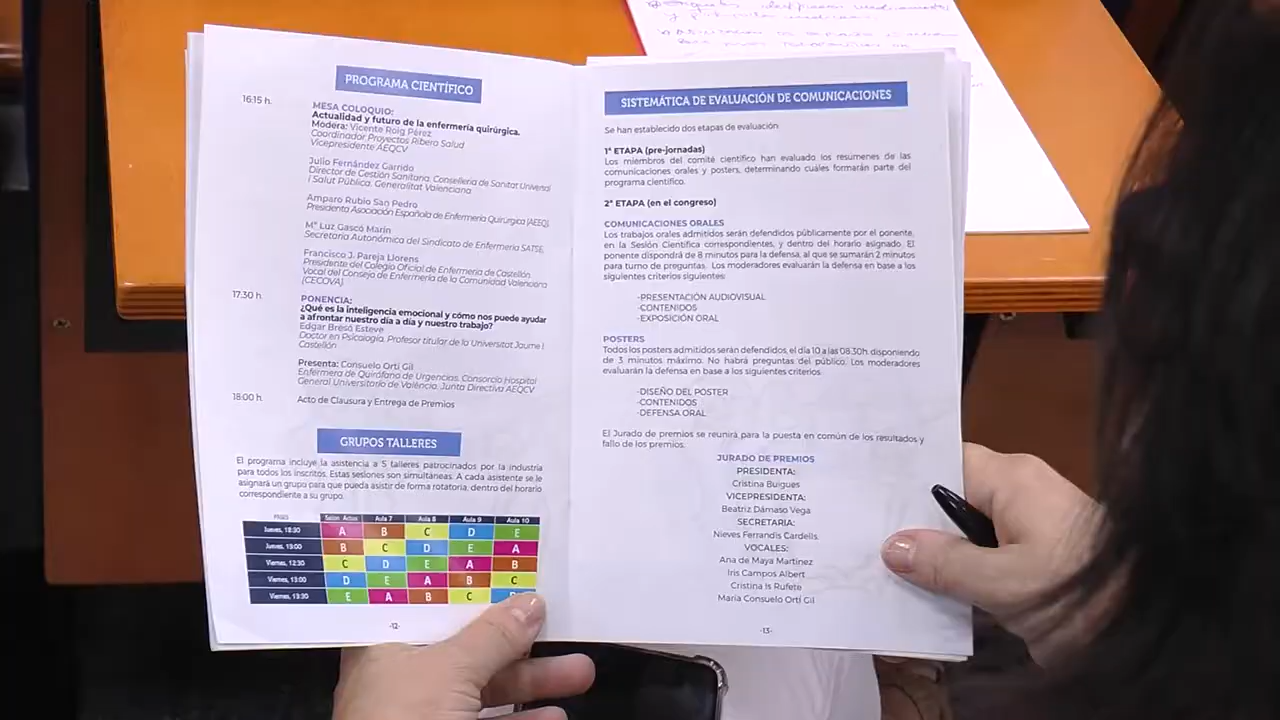 PROGRAMA CIENTÍFICO
16:15 h.
MESA COLOQUIO:
Actualidad y futuro de la enfermería quirúrgica.
Modera: Vicente Roig Pérez
Coordinador Proyectos Ribera Salud
Vicepresidente AEQCV
Julio Fernández Garrido
Director de Gestión Sanitaria. Conselleria de Sanitat Universal
i Salut Pública. Generalitat Valenciana
Amparo Rubio San Pedro
Presidenta Asociación Española de Enfermería Quirúrgica (AEEQ).
Mª Luz Gascó Marín
Secretaria Autonómica del Sindicato de Enfermería SATSE.
Francisco J. Pareja Llorens
Presidente del Colegio Oficial de Enfermería de Castellón
Vocal del Consejo de Enfermería de la Comunidad Valenciana
(CECOVA).
17:30 h.
PONENCIA:
¿Qué es la inteligencia emocional y cómo nos puede ayudar
a afrontar nuestro día a día y nuestro trabajo?
Edgar Bresó Esteve
Doctor en Psicología. Profesor titular de la Universitat Jaume I
Castellón
Presenta: Consuelo Ortí Gil
Enfermera de Quirófano de Urgencias. Consorcio Hospital
General Universitario de València. Junta Directiva AEQCV
18:00 h.
Acto de Clausura y Entrega de Premios
GRUPOS TALLERES
El programa incluye la asistencia a 5 talleres patrocinados por la industria
para todos los inscritos. Estas sesiones son simultáneas. A cada asistente se le
asignará un grupo para que pueda asistir de forma rotatoria, dentro del horario
correspondiente a su grupo.
Salón Actos Aula 7 Aula 8 Aula 9 Aula 10
Jueves, 18:30 A B C D E
Jueves, 19:00 B C D E A
Viernes, 12:30 C D E A B
Viernes, 13:00 D E A B C
Viernes, 13:30 E A B C
-12-
SISTEMÁTICA DE EVALUACIÓN DE COMUNICACIONES
Se han establecido dos etapas de evaluación
1ª ETAPA (pre-jornadas)
Los miembros del comité científico han evaluado los resúmenes de las
comunicaciones orales y posters, determinando cuáles formarán parte del
programa científico.
2ª ETAPA (en el congreso)
COMUNICACIONES ORALES
Los trabajos orales admitidos serán defendidos públicamente por el ponente,
en la Sesión Científica correspondientes, y dentro del horario asignado. El
ponente dispondrá de 8 minutos para la defensa, al que se sumarán 2 minutos
para turno de preguntas. Los moderadores evaluarán la defensa en base a los
siguientes criterios siguientes:
-PRESENTACIÓN AUDIOVISUAL
-CONTENIDOS
-EXPOSICIÓN ORAL
POSTERS
Todos los posters admitidos serán defendidos, el día 10 a las 08.30h. disponiendo
de 3 minutos máximo. No habrá preguntas del público. Los moderadores
evaluarán la defensa en base a los siguientes criterios:
-DISEÑO DEL POSTER
-CONTENIDOS
-DEFENSA ORAL
El Jurado de premios se reunirá para la puesta en común de los resultados y
fallo de los premios.
JURADO DE PREMIOS
PRESIDENTA:
Cristina Buigues
VICEPRESIDENTA:
Beatriz Dámaso Vega
SECRETARIA:
Nieves Ferrandis Cardells.
VOCALES:
Ana de Maya Martínez
Iris Campos Albert
Cristina Is Rufete
María Consuelo Ortí Gil
-13-